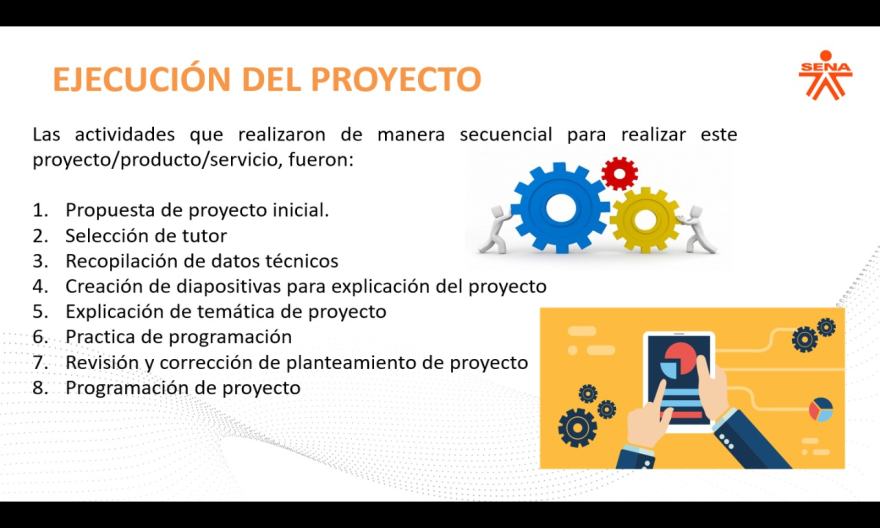 EJECUCIÓN DEL PROYECTO
SENA
Las actividades que realizaron de manera secuencial para realizar este
proyecto/producto/servicio, fueron:
1. Propuesta de proyecto inicial.
2. Selección de tutor
3. Recopilación de datos técnicos
4. Creación de diapositivas para explicación del proyecto
5. Explicación de temática de proyecto
6. Practica de programación
7. Revisión y corrección de planteamiento de proyecto
8. Programación de proyecto